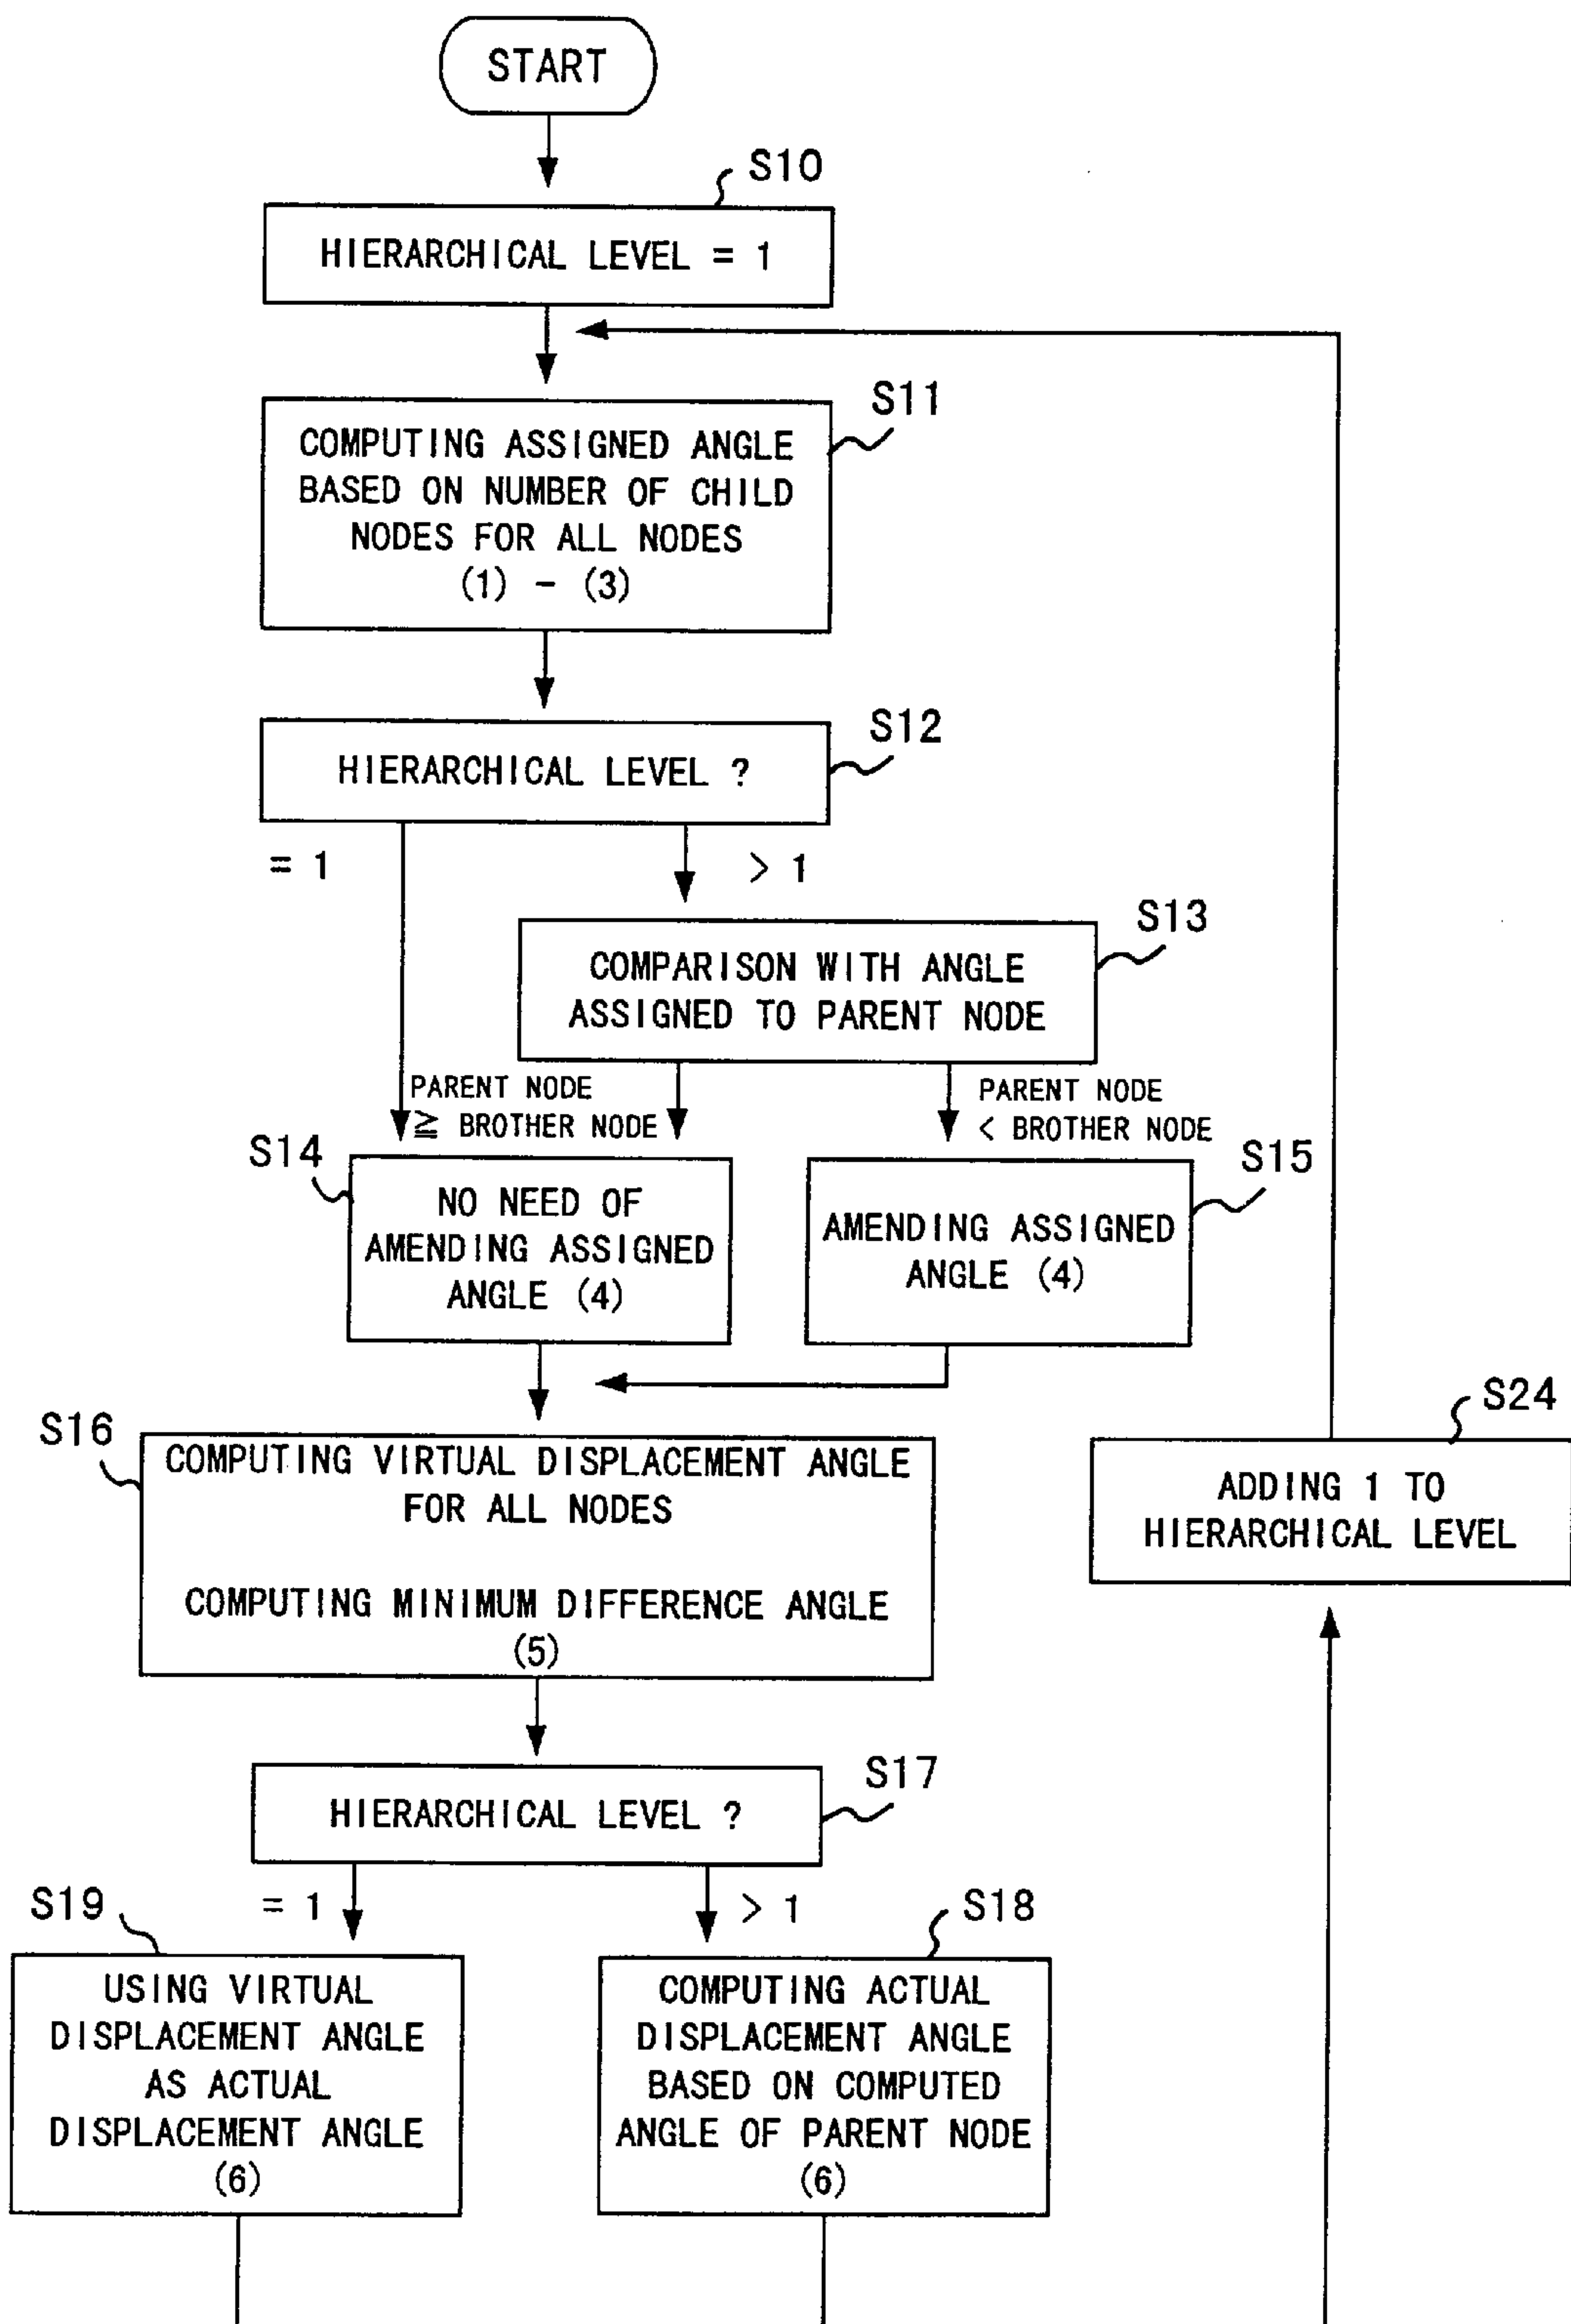 START
S10
HIERARCHICAL LEVEL = 1
S11
COMPUTING ASSIGNED ANGLE
BASED ON NUMBER OF CHILD
NODES FOR ALL NODES
(1) - (3)
S12
HIERARCHICAL LEVEL ?
= 1
> 1
S13
COMPARISON WITH ANGLE
ASSIGNED TO PARENT NODE
PARENT NODE
≧ BROTHER NODE
PARENT NODE
< BROTHER NODE
S14
NO NEED OF
AMENDING ASSIGNED
ANGLE (4)
S15
AMENDING ASSIGNED
ANGLE (4)
S16
COMPUTING VIRTUAL DISPLACEMENT ANGLE
FOR ALL NODES
COMPUTING MINIMUM DIFFERENCE ANGLE
(5)
S24
ADDING 1 TO
HIERARCHICAL LEVEL
S17
HIERARCHICAL LEVEL ?
= 1
> 1
S19
USING VIRTUAL
DISPLACEMENT ANGLE
AS ACTUAL
DISPLACEMENT ANGLE
(6)
S18
COMPUTING ACTUAL
DISPLACEMENT ANGLE
BASED ON COMPUTED
ANGLE OF PARENT NODE
(6)